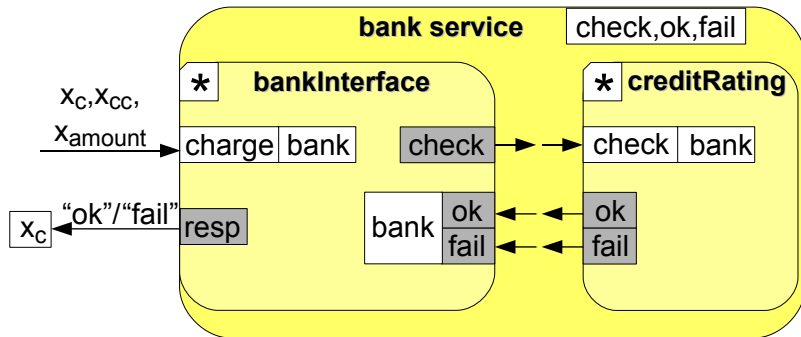 bank service check,ok,fail
* bankInterface * creditRating
xc,xcc,
xamount
charge bank check check bank
"ok"/"fail" ok ok
xc resp bank fail fail